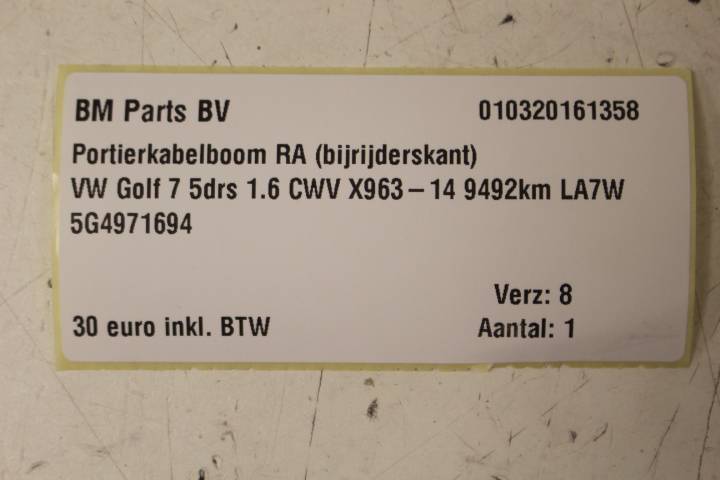 BM Parts BV 010320161358
Portierkabelboom RA (bijrijderskant)
VW Golf 7 5drs 1.6 CWV X963-14 9492km LA7W
5G4971694
Verz: 8
30 euro inkl. BTW Aantal: 1